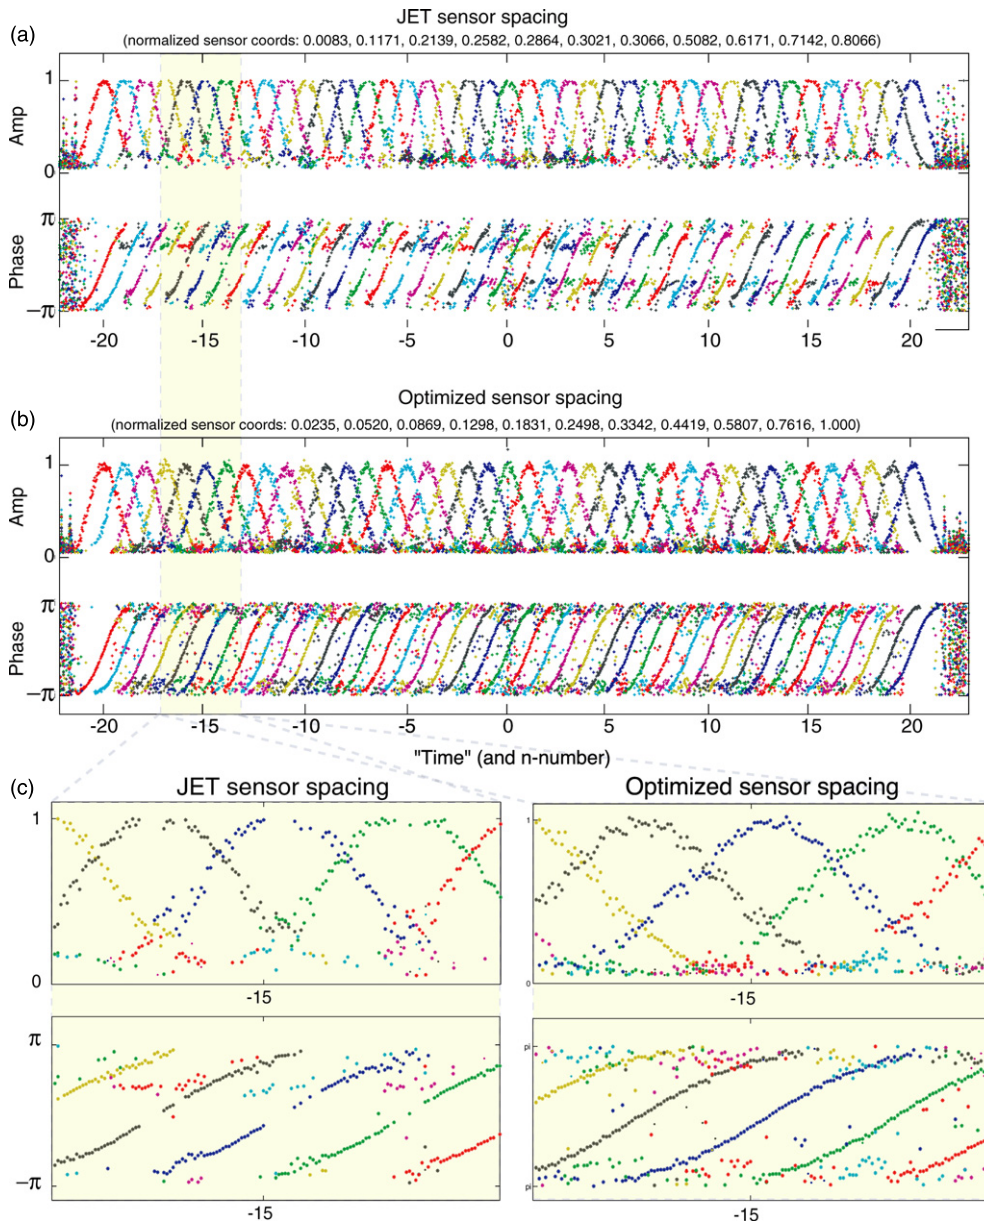 JET sensor spacing
(a)
(normalized sensor coords: 0.0083, 0.1171, 0.2139, 0.2582, 0.2864, 0.3021, 0.3066, 0.5082, 0.6171, 0.7142, 0.8066)
1
Amp
0
π
Phase
−π
-20 -15 -10 -5 0 5 10 15 20
Optimized sensor spacing
(b)
(normalized sensor coords: 0.0235, 0.0520, 0.0869, 0.1298, 0.1831, 0.2498, 0.3342, 0.4419, 0.5807, 0.7616, 1.000)
1
Amp
0
π
Phase
−π
-20 -15 -10 -5 0 5 10 15 20
"Time" (and n-number)
(c)
JET sensor spacing Optimized sensor spacing
1 1
0 0
-15 -15
π pi
−π pi
-15 -15